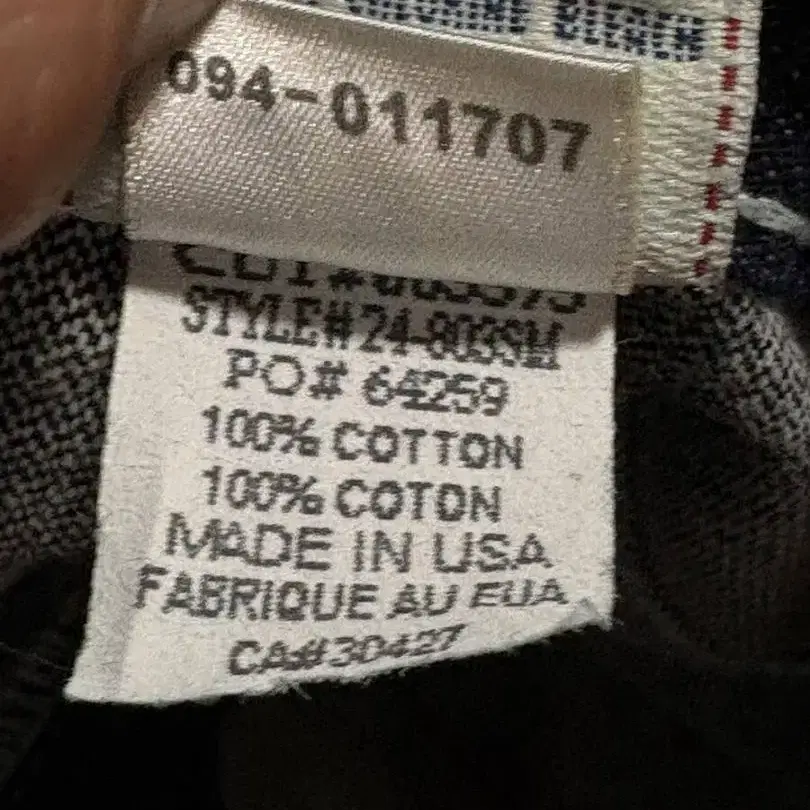 094-011707
STYLE# 24-803SM
PO# 64259
100% COTTON
100% COTON
MADE IN USA
FABRIQUE AU EUA
CA# 30427